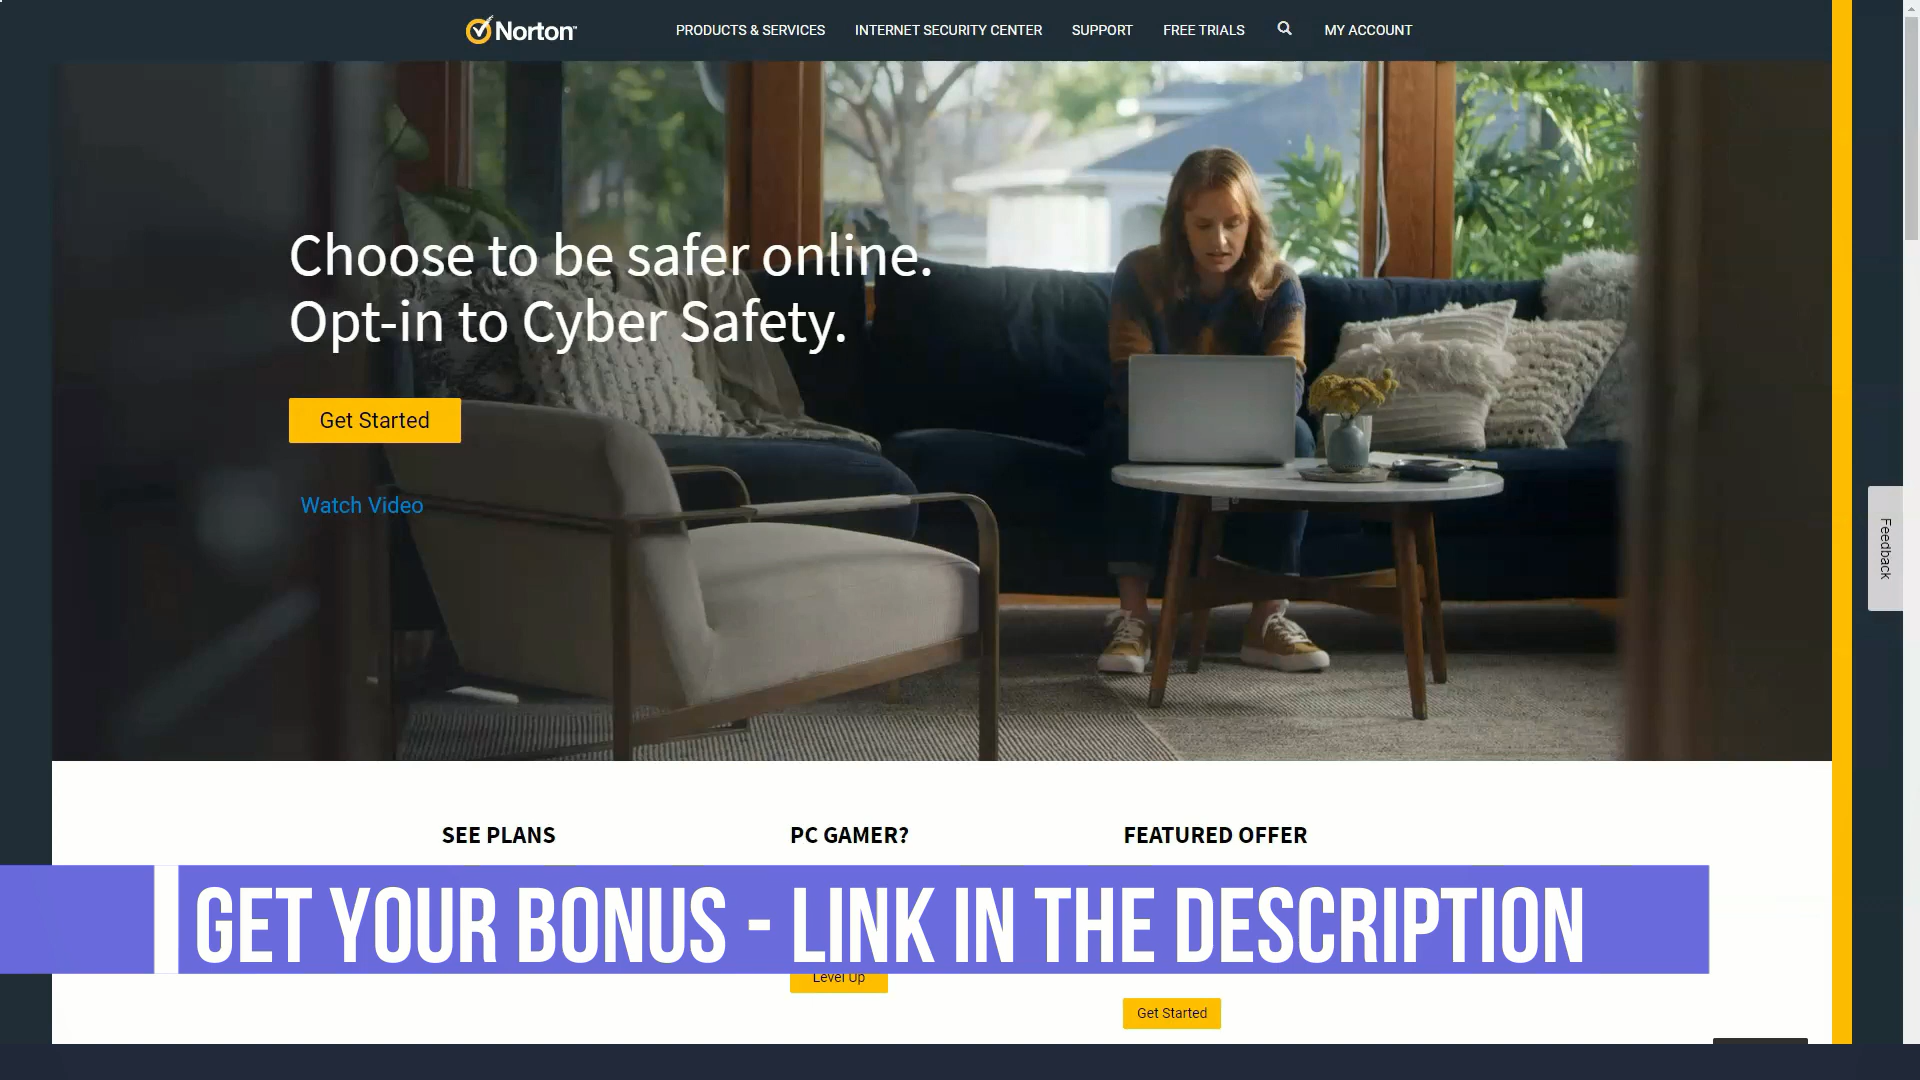 Norton
PRODUCTS & SERVICES
INTERNET SECURITY CENTER
SUPPORT
FREE TRIALS
MY ACCOUNT
Choose to be safer online.
Opt-in to Cyber Safety.
Get Started
Watch Video
Feedback
SEE PLANS
PC GAMER?
FEATURED OFFER
GET YOUR BONUS - LINK IN THE DESCRIPTION
Level Up
Get Started